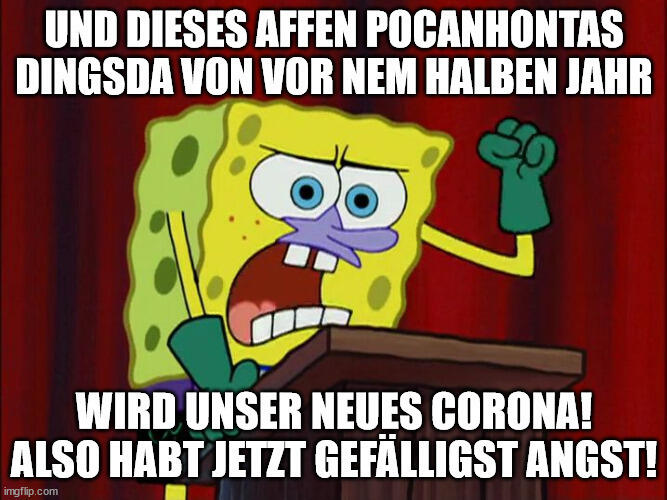 UND DIESES AFFEN POCANHONTAS
DINGSDA VON VOR NEM HALBEN JAHR
WIRD UNSER NEUES CORONA!
ALSO HABT JETZT GEFÄLLIGST ANGST!
imgflip.com